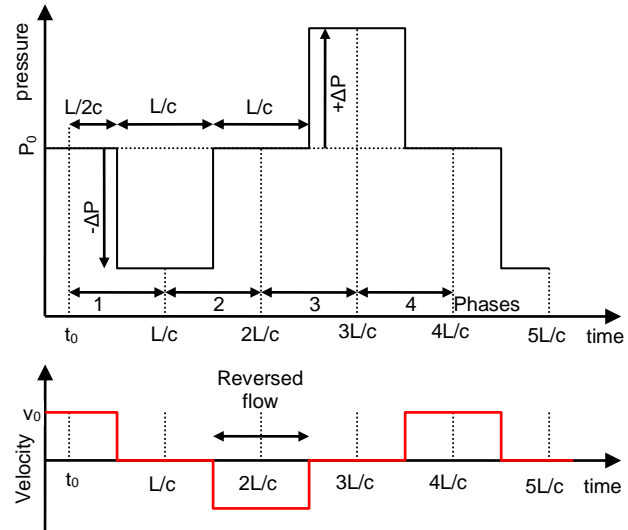 pressure
L/2c L/c L/c
+ΔP
P0
-ΔP
1 2 3 4 Phases
t0 L/c 2L/c 3L/c 4L/c 5L/c time
Reversed
flow
v0
Velocity
t0 L/c 2L/c 3L/c 4L/c 5L/c time